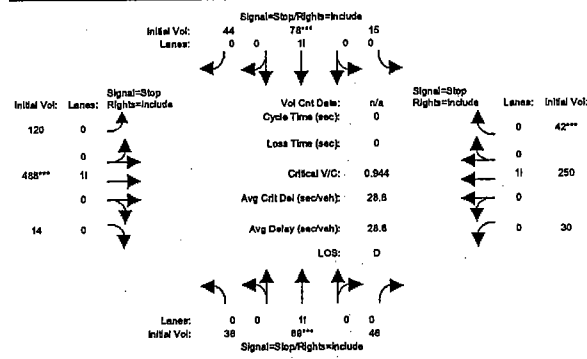 Signal=Stop/Rights=Include
Initial Vol: 44 78*** 15
Lanes: 0 0 1! 0 0
Signal=Stop
Initial Vol: Lanes: Rights=Include
Vol Cnt Date: n/a
Signal=Stop
Rights=Include Lanes: Initial Vol:
120 0
Cycle Time (sec): 0
0 42***
0
Loss Time (sec): 0
0
488*** 1!
Critical V/C: 0.944
1! 250
0
Avg Crit Del (sec/veh): 28.6
0
14 0
Avg Delay (sec/veh): 28.6
0 30
LOS: D
Lanes: 0 0 1! 0 0
Initial Vol:
Signal=Stop/Rights=Include